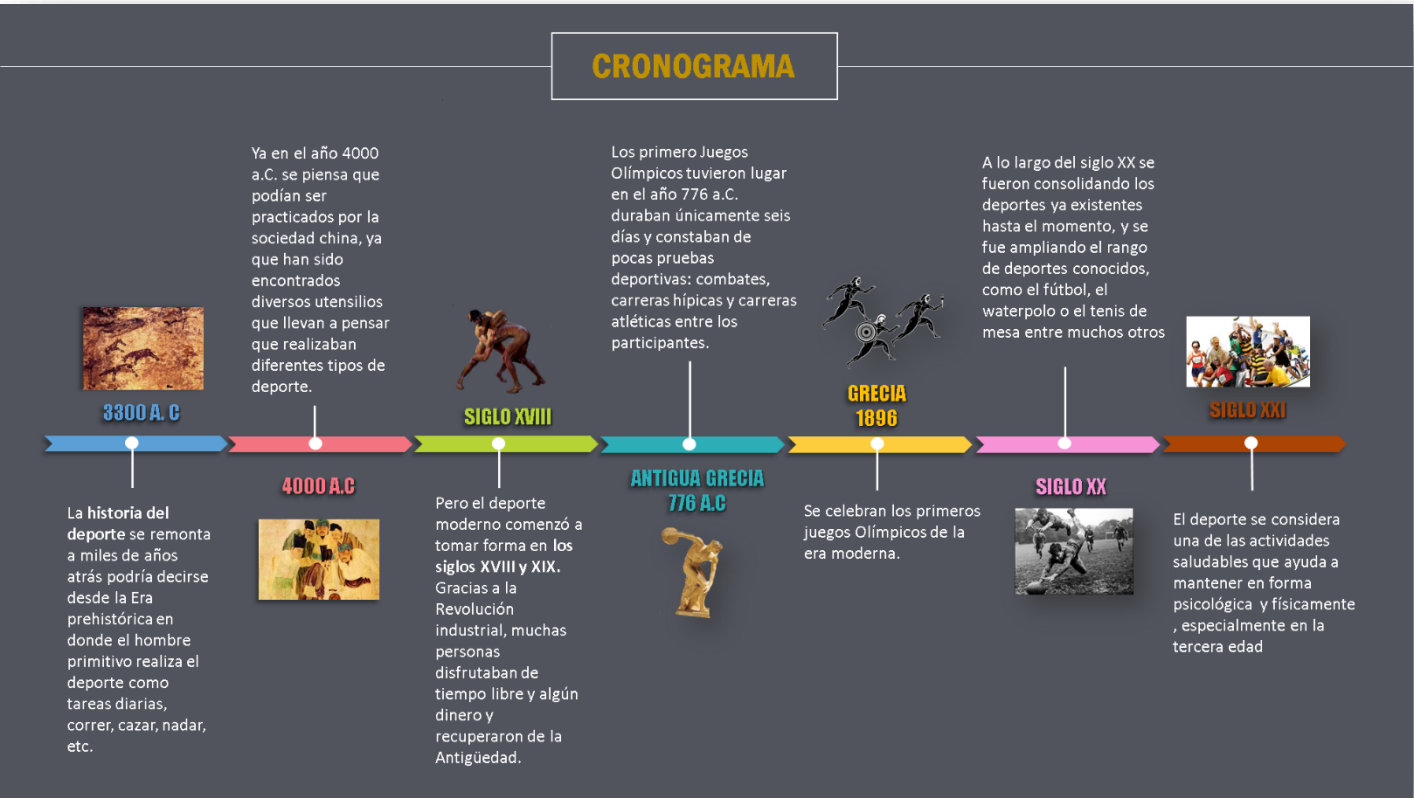 CRONOGRAMA
3300 A. C
La historia del
deporte se remonta
a miles de años
atrás podría decirse
desde la Era
prehistórica en
donde el hombre
primitivo realiza el
deporte como
tareas diarias,
correr, cazar, nadar,
etc.
Ya en el año 4000
a.C. se piensa que
podían ser
practicados por la
sociedad china, ya
que han sido
encontrados
diversos utensilios
que llevan a pensar
que realizaban
diferentes tipos de
deporte.
4000 A.C
SIGLO XVIII
Pero el deporte
moderno comenzó a
tomar forma en los
siglos XVIII y XIX.
Gracias a la
Revolución
industrial, muchas
personas
disfrutaban de
tiempo libre y algún
dinero y
recuperaron de la
Antigüedad.
Los primero Juegos
Olímpicos tuvieron lugar
en el año 776 a.C.
duraban únicamente seis
días y constaban de
pocas pruebas
deportivas: combates,
carreras hípicas y carreras
atléticas entre los
participantes.
ANTIGUA GRECIA
776 A.C
GRECIA
1896
Se celebran los primeros
juegos Olímpicos de la
era moderna.
A lo largo del siglo XX se
fueron consolidando los
deportes ya existentes
hasta el momento, y se
fue ampliando el rango
de deportes conocidos,
como el fútbol, el
waterpolo o el tenis de
mesa entre muchos otros
SIGLO XX
SIGLO XXI
El deporte se considera
una de las actividades
saludables que ayuda a
mantener en forma
psicológica y físicamente
, especialmente en la
tercera edad